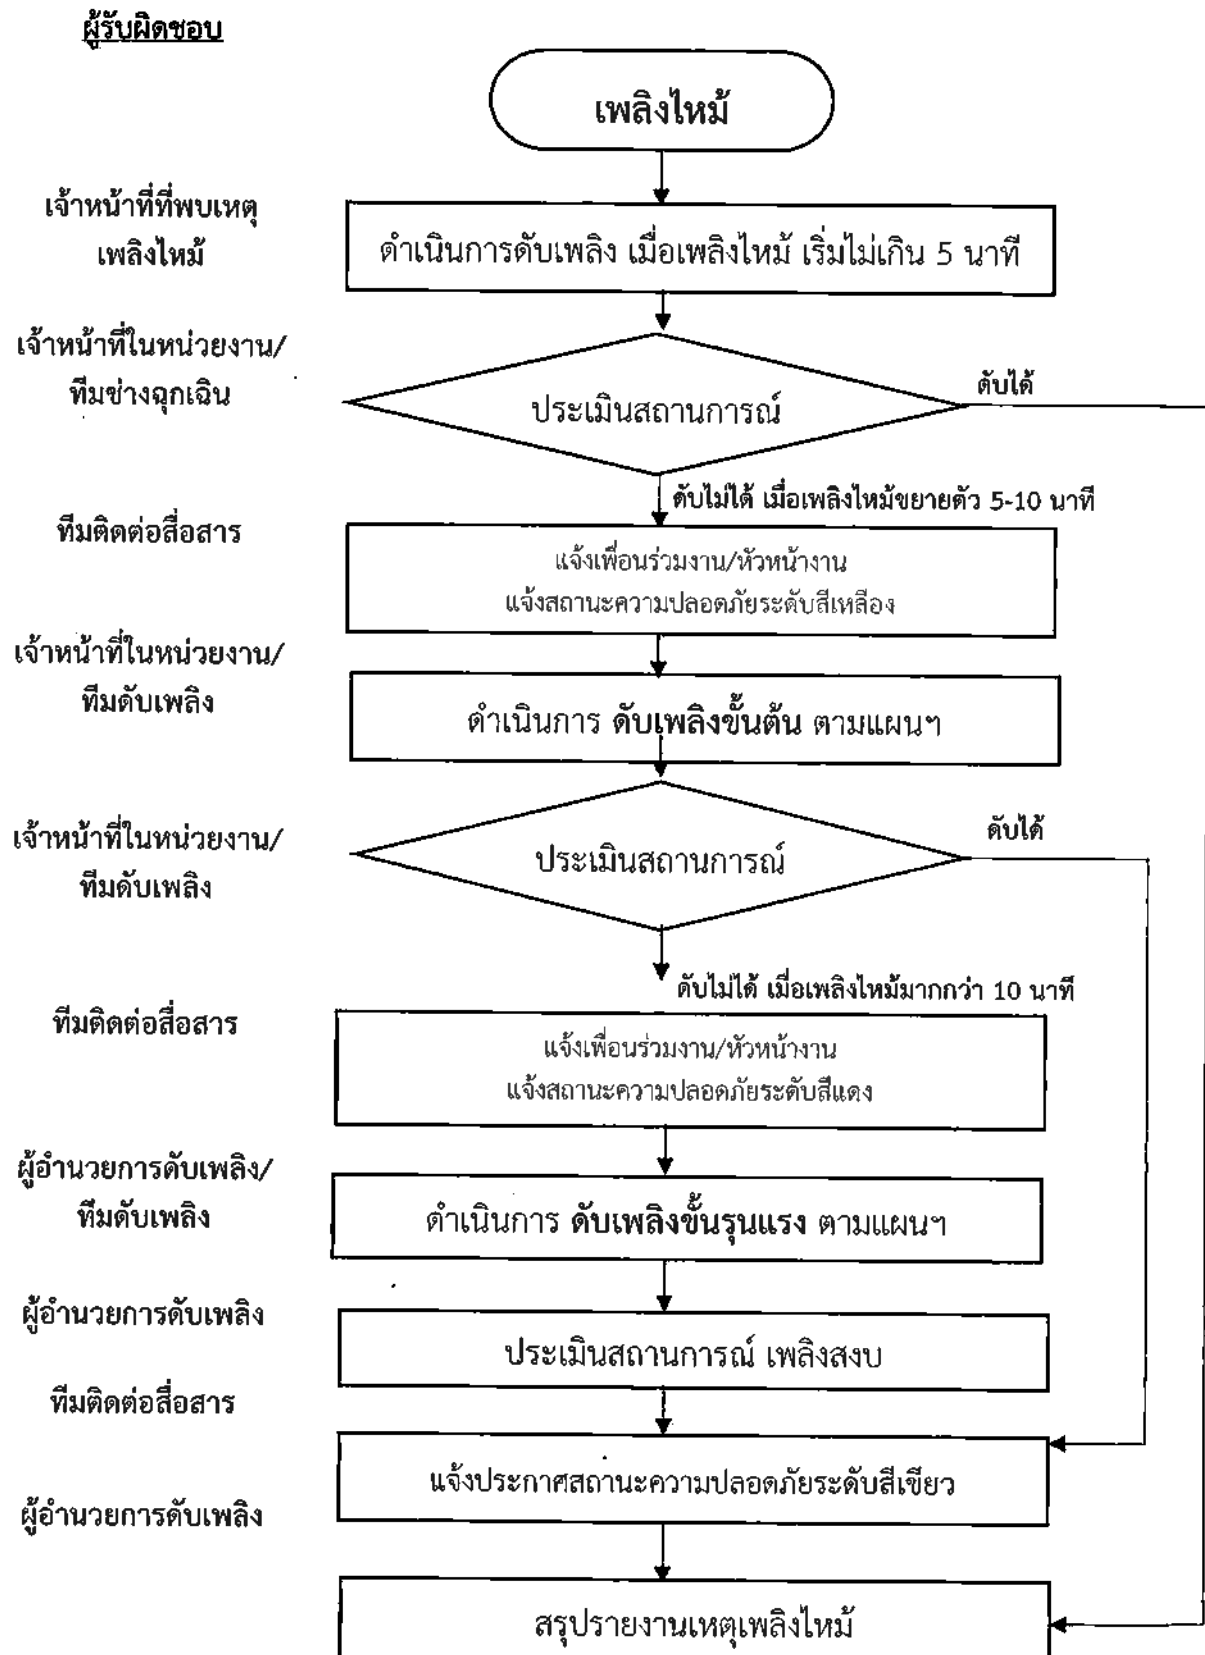 ผู้รับผิดชอบ
เพลิงไหม้
เจ้าหน้าที่ที่พบเหตุ
เพลิงไหม้
ดำเนินการดับเพลิง เมื่อเพลิงไหม้ เริ่มไม่เกิน 5 นาที
เจ้าหน้าที่ในหน่วยงาน/
ทีมช่างฉุกเฉิน
ประเมินสถานการณ์
ดับได้
ดับไม่ได้ เมื่อเพลิงไหม้ขยายตัว 5-10 นาที
ทีมติดต่อสื่อสาร
แจ้งเพื่อนร่วมงาน/หัวหน้างาน
แจ้งสถานะความปลอดภัยระดับสีเหลือง
เจ้าหน้าที่ในหน่วยงาน/
ทีมดับเพลิง
ดำเนินการ ดับเพลิงขั้นต้น ตามแผนฯ
เจ้าหน้าที่ในหน่วยงาน/
ทีมดับเพลิง
ประเมินสถานการณ์
ดับได้
ดับไม่ได้ เมื่อเพลิงไหม้มากกว่า 10 นาที
ทีมติดต่อสื่อสาร
แจ้งเพื่อนร่วมงาน/หัวหน้างาน
แจ้งสถานะความปลอดภัยระดับสีแดง
ผู้อำนวยการดับเพลิง/
ทีมดับเพลิง
ดำเนินการ ดับเพลิงขั้นรุนแรง ตามแผนฯ
ผู้อำนวยการดับเพลิง
ประเมินสถานการณ์ เพลิงสงบ
ทีมติดต่อสื่อสาร
แจ้งประกาศสถานะความปลอดภัยระดับสีเขียว
ผู้อำนวยการดับเพลิง
สรุปรายงานเหตุเพลิงไหม้